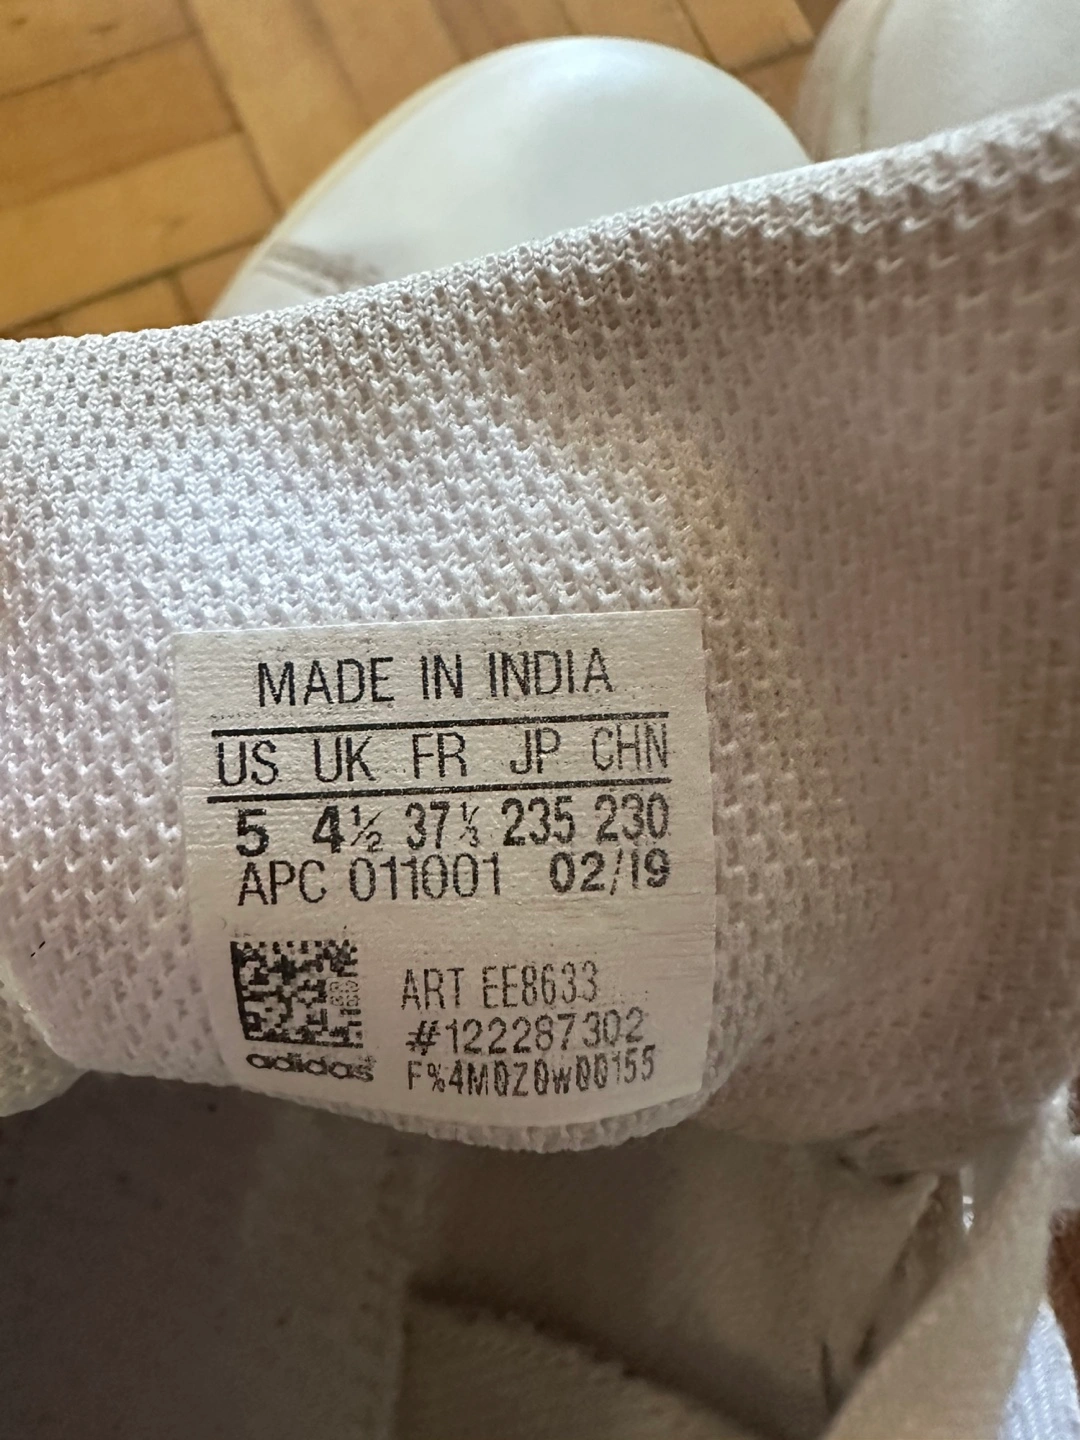 MADE IN INDIA
US UK FR JP CHN
5 4½ 37⅓ 235 230
APC 011001 02/19
ART EE8633
#122287302
adidas F%4M0Z0W00155